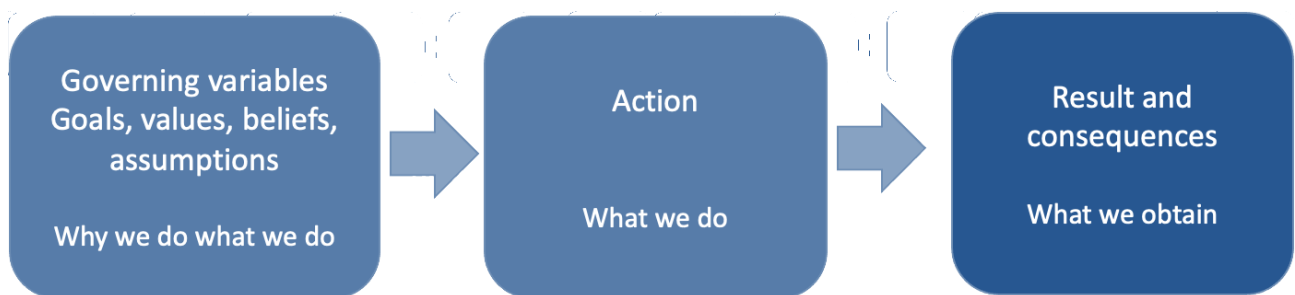 Governing variables
Goals, values, beliefs,
assumptions
Why we do what we do
Action
What we do
Result and
consequences
What we obtain